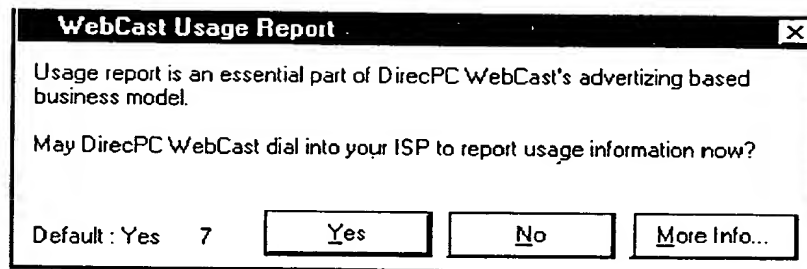 WebCast Usage Report
Usage report is an essential part of DirecPC WebCast's advertizing based
business model.
May DirecPC WebCast dial into your ISP to report usage information now?
Default : Yes 7 Yes No More Info...